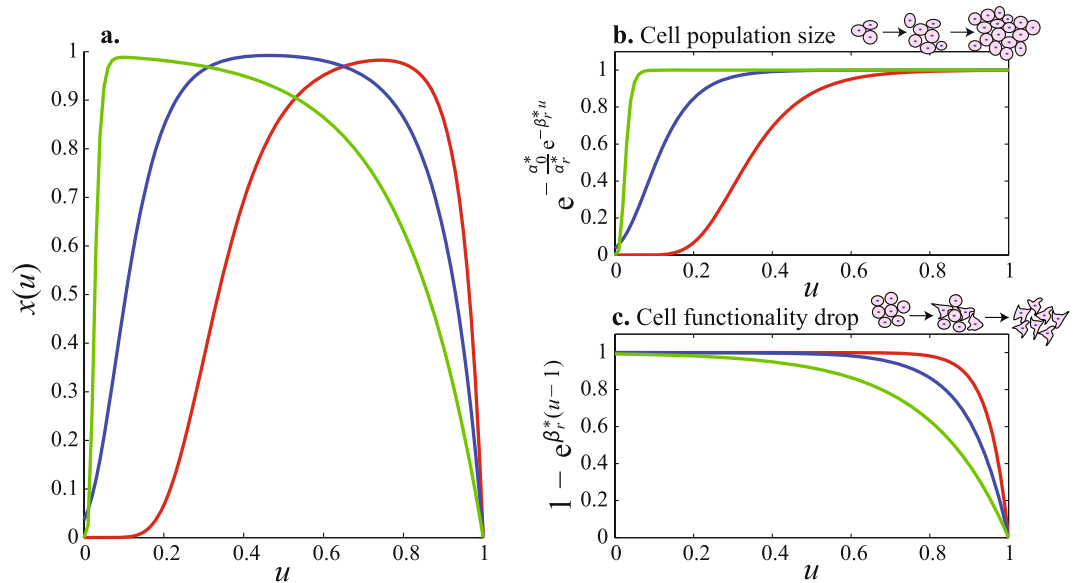 a.
x(u)
1
0.9
0.8
0.7
0.6
0.5
0.4
0.3
0.2
0.1
0
0 0.2 0.4 0.6 0.8 1
u
b. Cell population size
e^{-\frac{α_0^*}{α_r^*} e^{-β_r^* u}}
1
0.8
0.6
0.4
0.2
0
0 0.2 0.4 0.6 0.8 1
u
c. Cell functionality drop
1 − e^{β_r^*(u−1)}
1
0.8
0.6
0.4
0.2
0
0 0.2 0.4 0.6 0.8 1
u